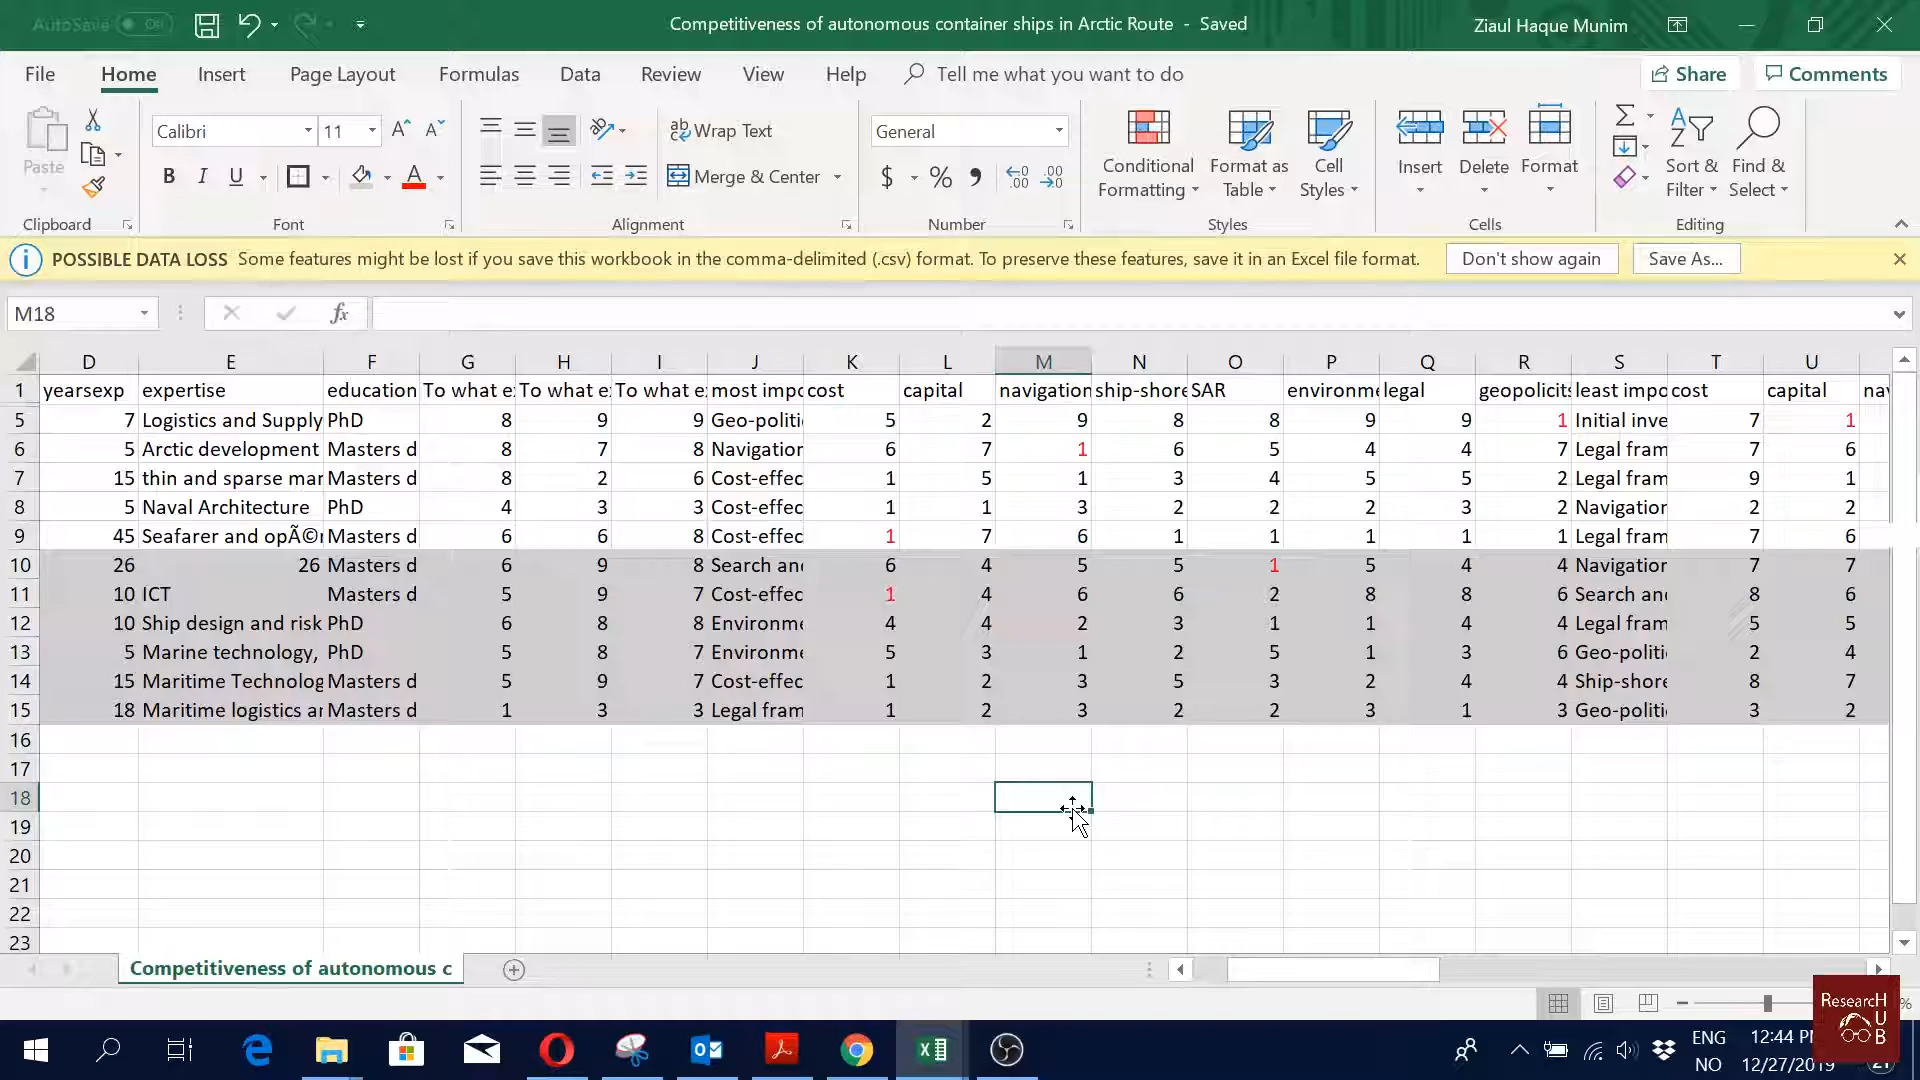 AutoSave Off Competitiveness of autonomous container ships in Arctic Route - Saved Ziaul Haque Munim
File Home Insert Page Layout Formulas Data Review View Help Tell me what you want to do Share Comments
Paste Calibri 11 Wrap Text General Conditional Formatting Format as Table Cell Styles Insert Delete Format Sort & Filter Find & Select
B I U Merge & Center $ %
Clipboard Font Alignment Number Styles Cells Editing
POSSIBLE DATA LOSS Some features might be lost if you save this workbook in the comma-delimited (.csv) format. To preserve these features, save it in an Excel file format. Don't show again Save As...
M18 fx
D E F G H I J K L M N O P Q R S T U
1 yearsexp expertise education To what e To what e To what e most impo cost capital navigation ship-shore SAR environme legal geopolicits least impo cost capital nav
5 7 Logistics and Supply PhD 8 9 9 Geo-politi 5 2 9 8 8 9 9 1 Initial inve 7 1
6 5 Arctic development Masters d 8 7 8 Navigation 6 7 1 6 5 4 4 7 Legal fram 7 6
7 15 thin and sparse mar Masters d 8 2 6 Cost-effec 1 5 1 3 4 5 5 2 Legal fram 9 1
8 5 Naval Architecture PhD 4 3 3 Cost-effec 1 1 3 2 2 2 3 2 Navigation 2 2
9 45 Seafarer and opÃ©r Masters d 6 6 8 Cost-effec 1 7 6 1 1 1 1 1 Legal fram 7 6
10 26 26 Masters d 6 9 8 Search and 6 4 5 5 1 5 4 4 Navigation 7 7
11 10 ICT Masters d 5 9 7 Cost-effec 1 4 6 6 2 8 8 6 Search and 8 6
12 10 Ship design and risk PhD 6 8 8 Environme 4 4 2 3 1 1 4 4 Legal fram 5 5
13 5 Marine technology, PhD 5 8 7 Environme 5 3 1 2 5 1 3 6 Geo-politi 2 4
14 15 Maritime Technolog Masters d 5 9 7 Cost-effec 1 2 3 5 3 2 4 4 Ship-shore 8 7
15 18 Maritime logistics ar Masters d 1 3 3 Legal fram 1 2 3 2 2 3 1 3 Geo-politi 3 2
16
17
18
19
20
21
22
23
Competitiveness of autonomous c
ResearcH
HUB
ENG 12:44 PM
NO 12/27/2019